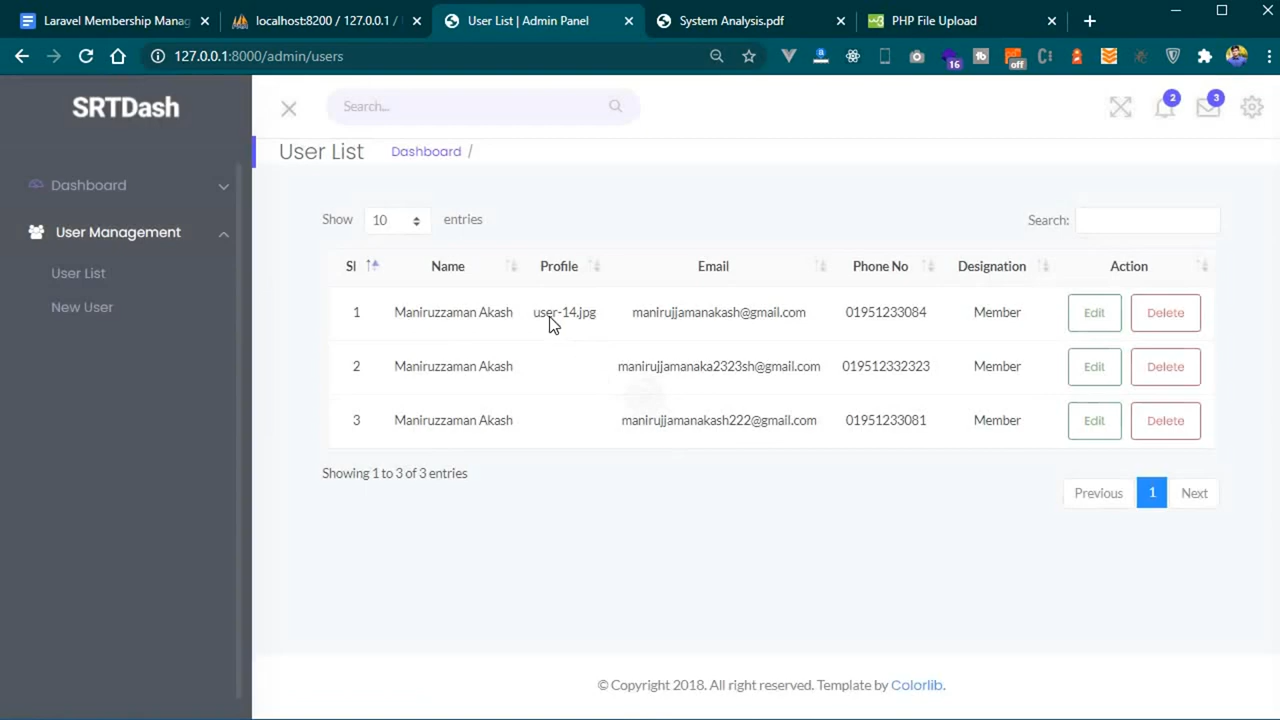 Laravel Membership Manag
localhost:8200 / 127.0.0.1 /
User List | Admin Panel
System Analysis.pdf
PHP File Upload
127.0.0.1:8000/admin/users
16
off
SRTDash
Search...
2
3
User List
Dashboard /
Dashboard
User Management
User List
New User
Show 10 entries
Search:
Sl Name Profile Email Phone No Designation Action
1 Maniruzzaman Akash user-14.jpg manirujjamanakash@gmail.com 01951233084 Member Edit Delete
2 Maniruzzaman Akash manirujjamanaka2323sh@gmail.com 019512332323 Member Edit Delete
3 Maniruzzaman Akash manirujjamanakash222@gmail.com 01951233081 Member Edit Delete
Showing 1 to 3 of 3 entries
Previous 1 Next
© Copyright 2018. All right reserved. Template by Colorlib.